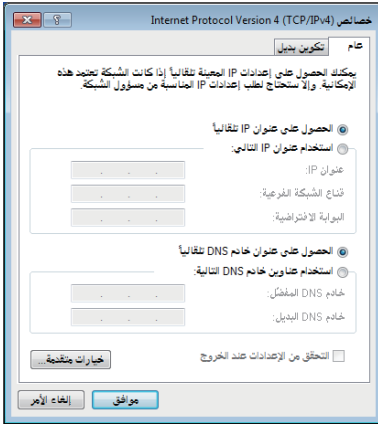 خصائص Internet Protocol Version 4 (TCP/IPv4)
عام
تكوين بديل
يمكنك الحصول على إعدادات IP المعينة تلقائياً إذا كانت الشبكة تعتمد هذه
الإمكانية. وإلا ستحتاج لطلب إعدادات IP المناسبة من مسؤول الشبكة.
الحصول على عنوان IP تلقائياً
استخدام عنوان IP التالي:
عنوان IP:
قناع الشبكة الفرعية:
البوابة الافتراضية:
الحصول على عنوان خادم DNS تلقائياً
استخدام عناوين خادم DNS التالية:
خادم DNS المفضّل:
خادم DNS البديل:
التحقق من الإعدادات عند الخروج
خيارات متقدمة...
موافق
إلغاء الأمر